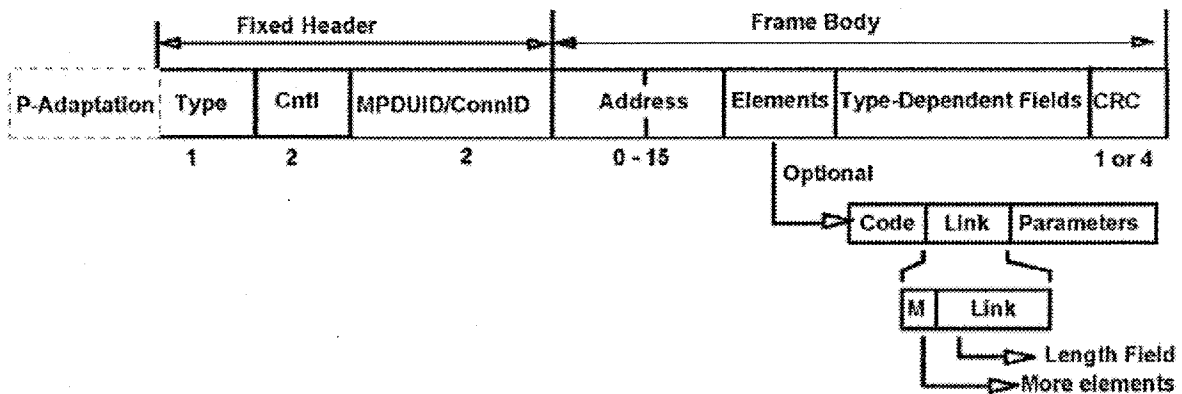 Fixed Header
Frame Body
P-Adaptation Type Cntl MPDUID/ConnID Address Elements Type-Dependent Fields CRC
1 2 2 0 - 15 1 or 4
Optional
Code Link Parameters
M Link
Length Field
More elements